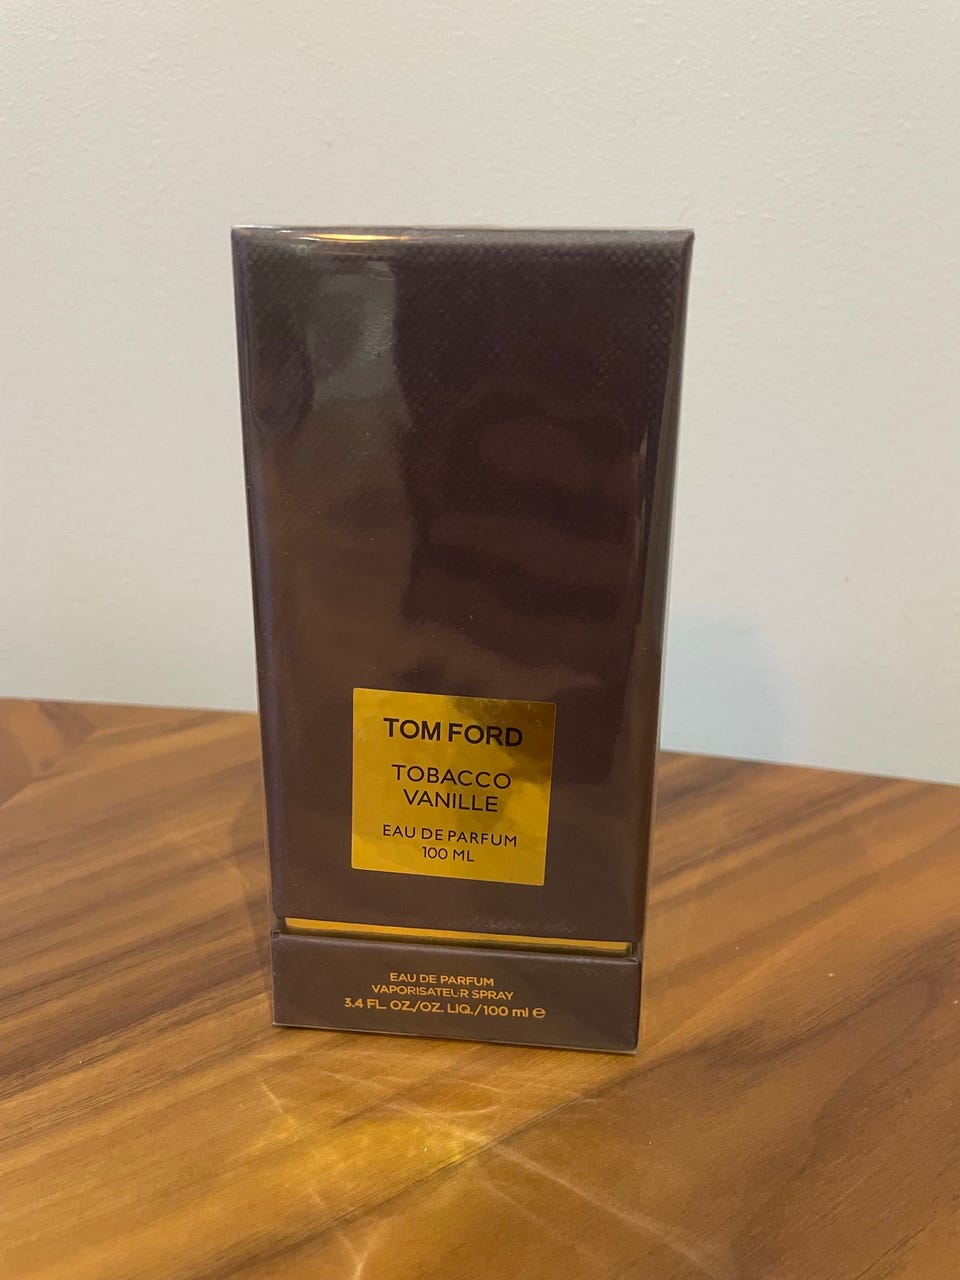 TOM FORD
TOBACCO
VANILLE
EAU DE PARFUM
100 ML
EAU DE PARFUM
VAPORISATEUR SPRAY
3.4 FL. OZ./OZ. LIQ./100 ml ℮